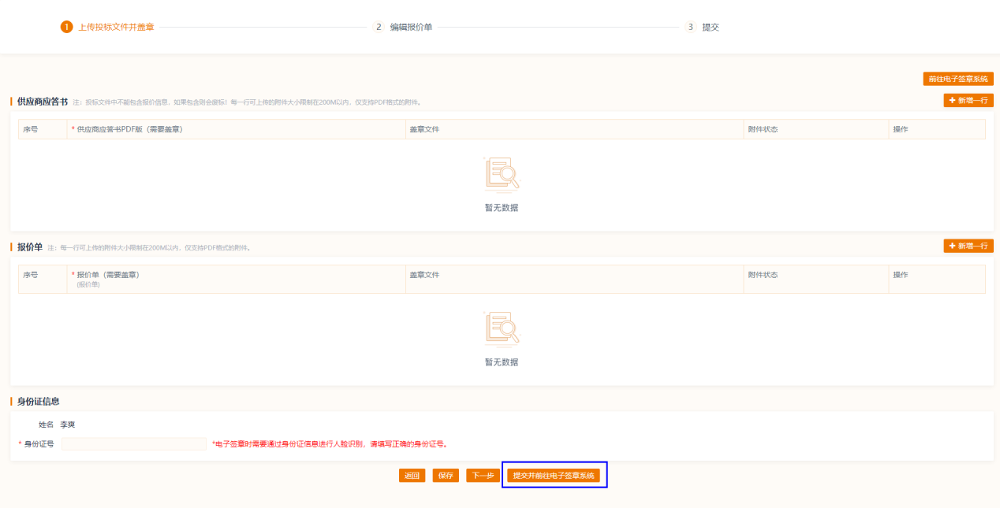 1 上传投标文件并盖章 2 编辑报价单 3 提交
前往电子签章系统
供应商应答书 注：投标文件中不能包含报价信息，如果包含则会废标！每一行可上传的附件大小限制在200M以内，仅支持PDF格式的附件。 + 新增一行
序号 * 供应商应答书PDF版（需要盖章） 盖章文件 附件状态 操作
暂无数据
报价单 注：每一行可上传的附件大小限制在200M以内，仅支持PDF格式的附件。 + 新增一行
序号 * 报价单（需要盖章） 盖章文件 附件状态 操作
(报价单)
暂无数据
身份证信息
姓名 李爽
* 身份证号 *电子签章时需要通过身份证信息进行人脸识别，请填写正确的身份证号。
返回 保存 下一步 提交并前往电子签章系统